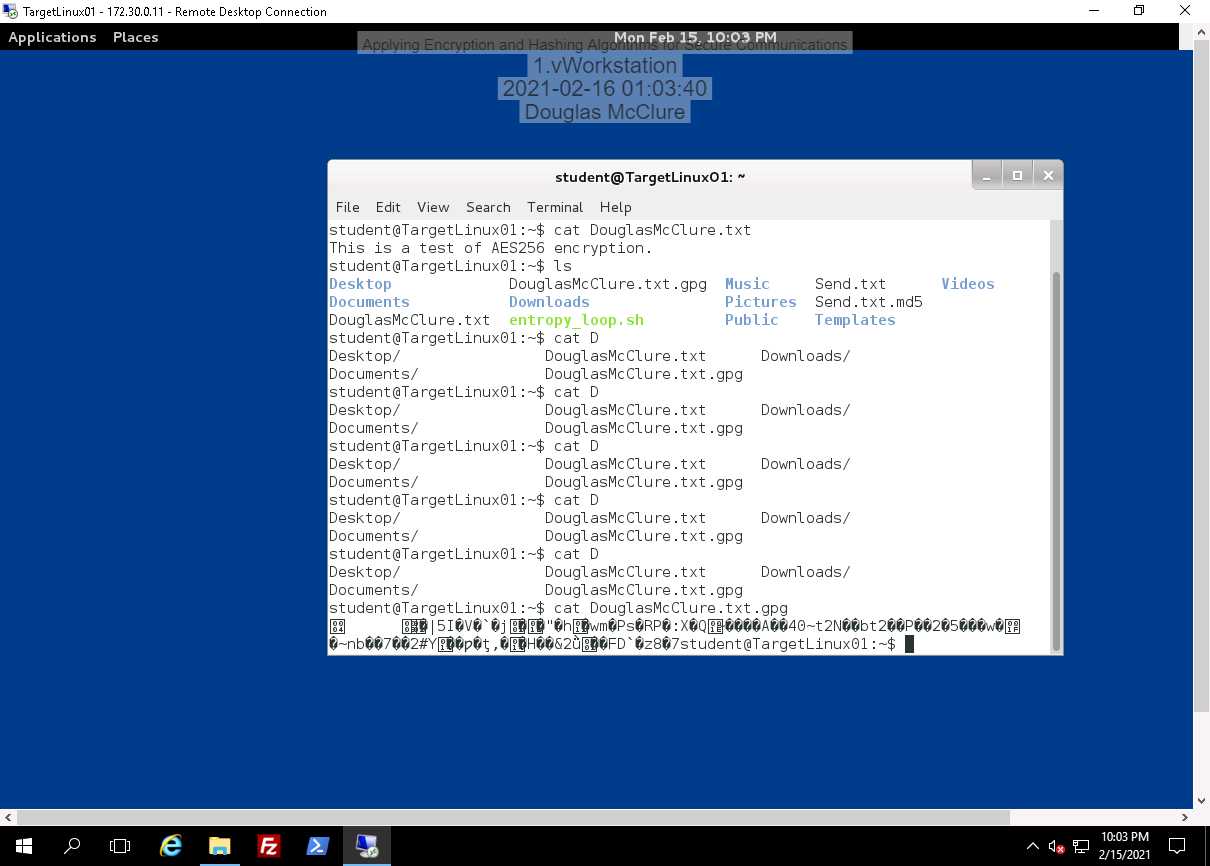 TargetLinux01 - 172.30.0.11 - Remote Desktop Connection
Applications Places Mon Feb 15, 10:03 PM
Applying Encryption and Hashing Algorithms for Secure Communications
1.vWorkstation
2021-02-16 01:03:40
Douglas McClure
student@TargetLinux01: ~
File Edit View Search Terminal Help
student@TargetLinux01:~$ cat DouglasMcClure.txt
This is a test of AES256 encryption.
student@TargetLinux01:~$ ls
Desktop DouglasMcClure.txt.gpg Music Send.txt Videos
Documents Downloads Pictures Send.txt.md5
DouglasMcClure.txt entropy_loop.sh Public Templates
student@TargetLinux01:~$ cat D
Desktop/ DouglasMcClure.txt Downloads/
Documents/ DouglasMcClure.txt.gpg
student@TargetLinux01:~$ cat D
Desktop/ DouglasMcClure.txt Downloads/
Documents/ DouglasMcClure.txt.gpg
student@TargetLinux01:~$ cat D
Desktop/ DouglasMcClure.txt Downloads/
Documents/ DouglasMcClure.txt.gpg
student@TargetLinux01:~$ cat D
Desktop/ DouglasMcClure.txt Downloads/
Documents/ DouglasMcClure.txt.gpg
student@TargetLinux01:~$ cat D
Desktop/ DouglasMcClure.txt Downloads/
Documents/ DouglasMcClure.txt.gpg
student@TargetLinux01:~$ cat DouglasMcClure.txt.gpg
�|5I�V�`�j �"�h �wm�Ps�RP�:X�Q �����A��40~t2N��bt2��P��2�5���w�
�~nb��7��2#Y ��p�ţ,� �H��&2ù ��FD`�z8�7student@TargetLinux01:~$
10:03 PM
2/15/2021